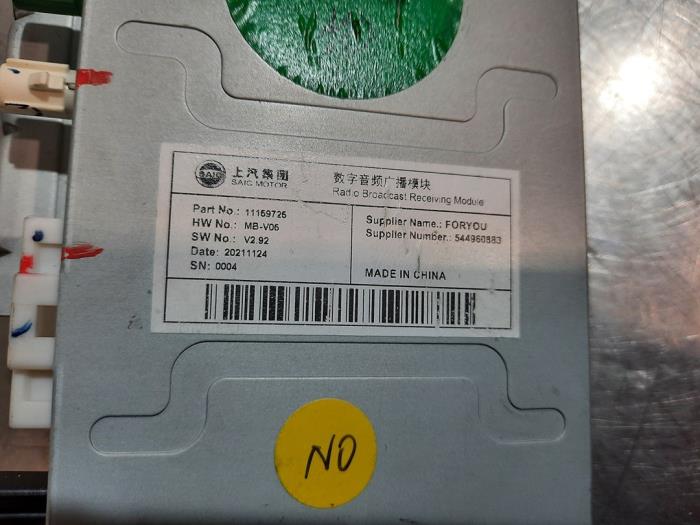 上汽集团
SAIC
SAIC MOTOR
数字音频广播模块
Radio Broadcast Receiving Module
Part No.: 11159725
HW No.: MB-V06
SW No.: V2.92
Date: 20211124
SN: 0004
Supplier Name.: FORYOU
Supplier Number.: 544960883
MADE IN CHINA
NO